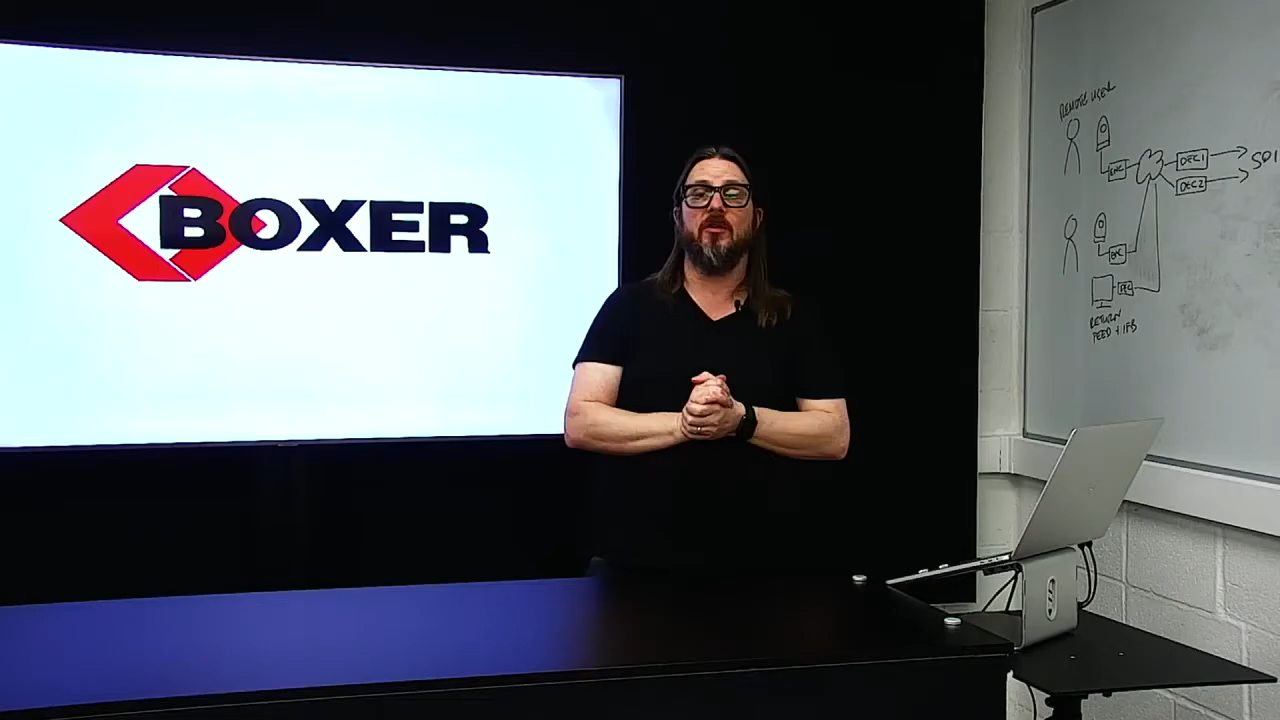 BOXER
REMOTE USER
ENC
DEC1
DEC2
SDI
ENC
DEC
RETURN
FEED + IFB